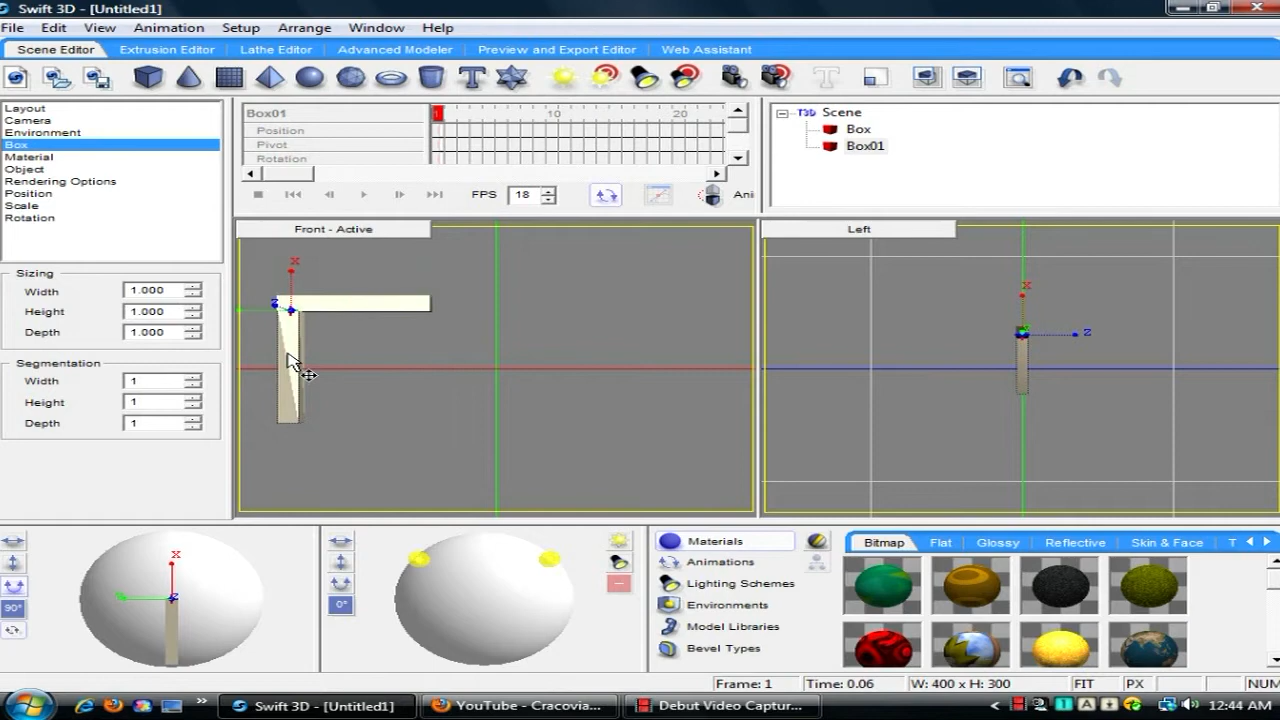 Swift 3D - [Untitled1]
File Edit View Animation Setup Arrange Window Help
Scene Editor Extrusion Editor Lathe Editor Advanced Modeler Preview and Export Editor Web Assistant
Layout
Camera
Environment
Box
Material
Object
Rendering Options
Position
Scale
Rotation
Sizing
Width 1.000
Height 1.000
Depth 1.000
Segmentation
Width 1
Height 1
Depth 1
Box01 1 10 20
Position
Pivot
Rotation
FPS 18 Ani
Scene
Box
Box01
Front - Active
X
Z
Left
X
Z
X
Materials
Animations
Lighting Schemes
Environments
Model Libraries
Bevel Types
Bitmap Flat Glossy Reflective Skin & Face T
Frame: 1 Time: 0.06 W: 400 x H: 300 FIT PX NUM
Swift 3D - [Untitled1] YouTube - Cracovia... Debut Video Captur... 12:44 AM